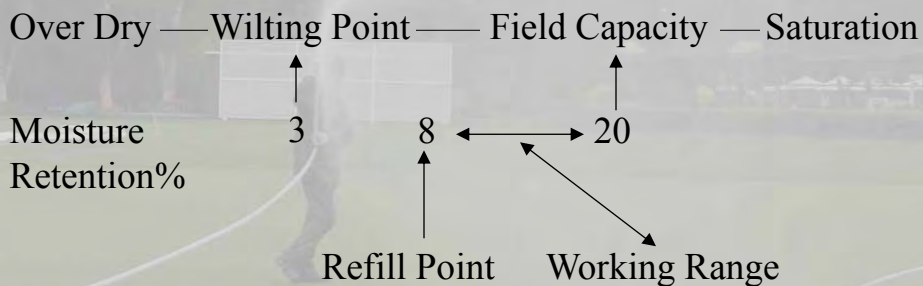 Over Dry — Wilting Point — Field Capacity — Saturation
Moisture 3 8 20
Retention%
Refill Point Working Range